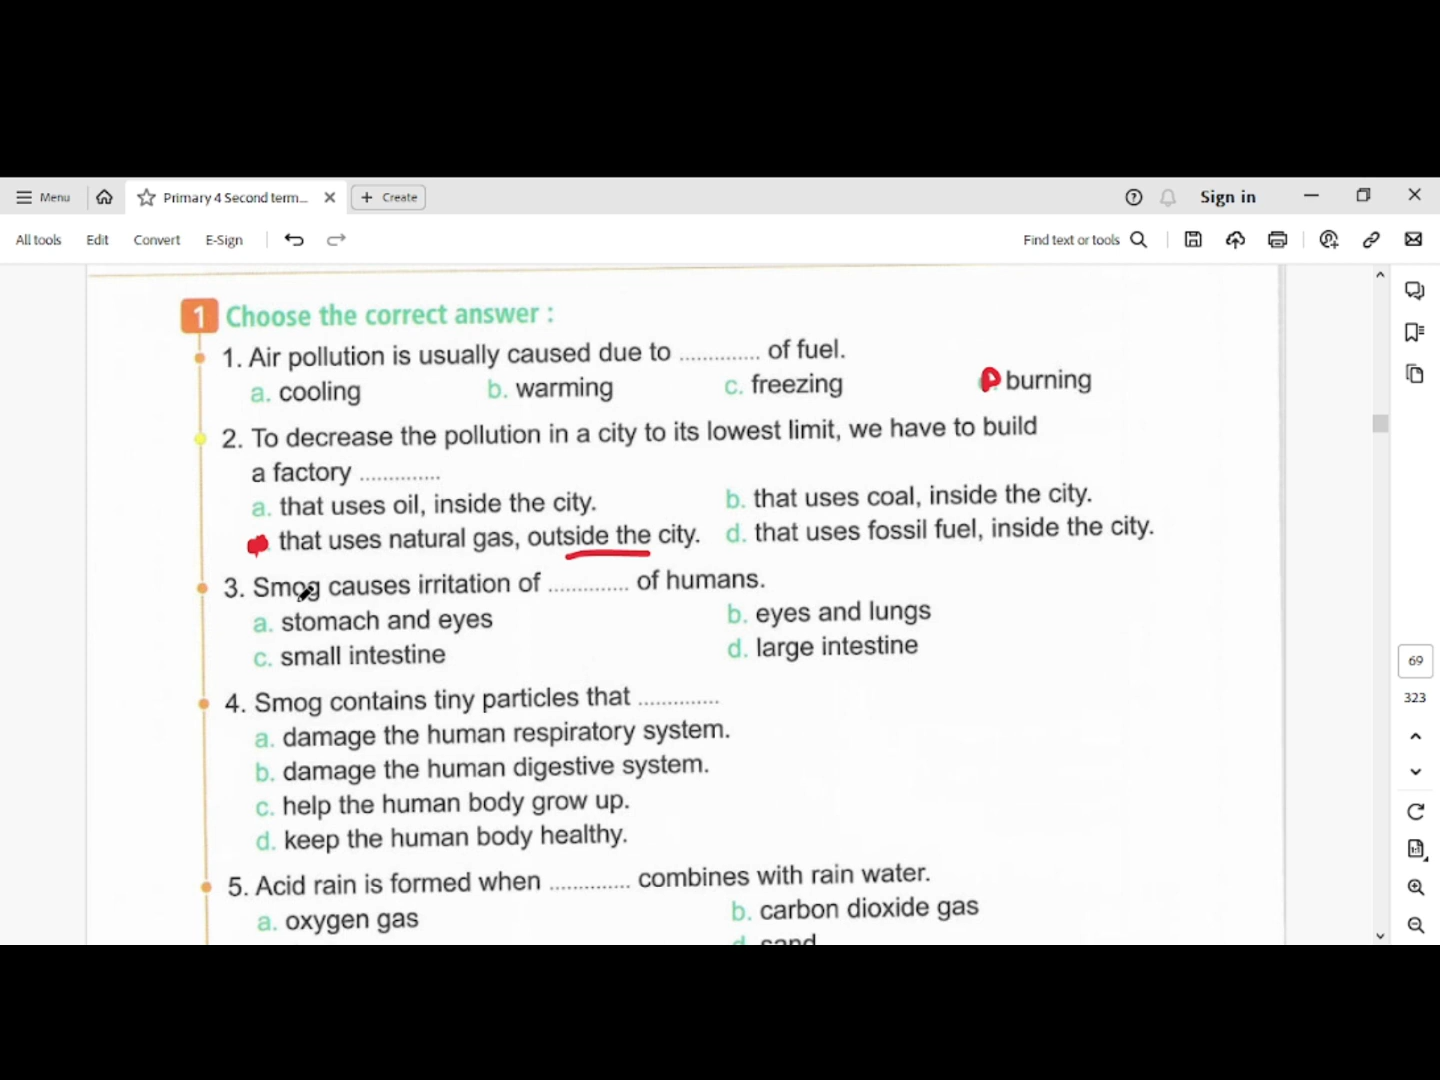 Menu
Primary 4 Second term...
Create
Sign in
All tools Edit Convert E-Sign
Find text or tools
1 Choose the correct answer :
1. Air pollution is usually caused due to .............. of fuel.
a. cooling b. warming c. freezing burning
2. To decrease the pollution in a city to its lowest limit, we have to build
a factory ..............
a. that uses oil, inside the city. b. that uses coal, inside the city.
that uses natural gas, outside the city. d. that uses fossil fuel, inside the city.
3. Smog causes irritation of .............. of humans.
a. stomach and eyes b. eyes and lungs
c. small intestine d. large intestine
4. Smog contains tiny particles that ..............
a. damage the human respiratory system.
b. damage the human digestive system.
c. help the human body grow up.
d. keep the human body healthy.
5. Acid rain is formed when .............. combines with rain water.
a. oxygen gas b. carbon dioxide gas
d. sand
69
323